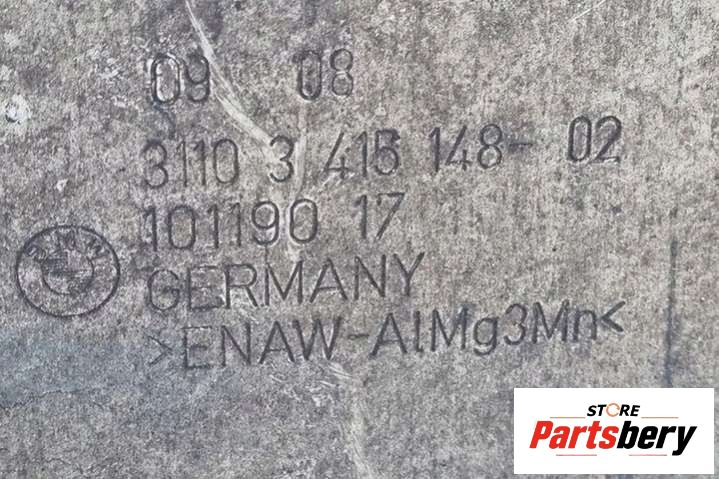 09 08
3110 3 415 148- 02
101190 17
GERMANY
>ENAW-AlMg3Mn<
STORE
Partsbery